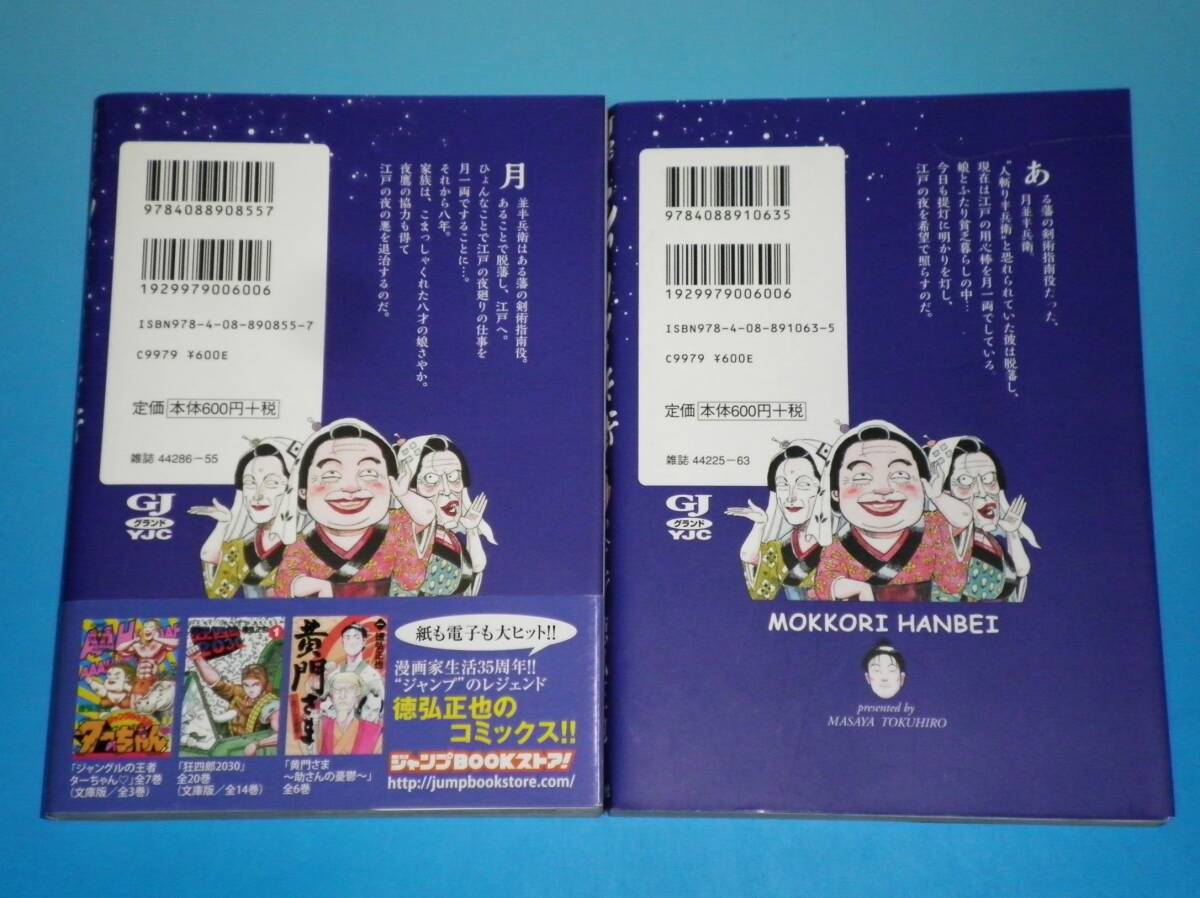 9784088908557
1929979006006
ISBN978-4-08-890855-7
C9979 ¥600E
定価 本体600円+税
雑誌 44286-55
GJ
グランド
YJC
月並半兵衛はある藩の剣術指南役。
あることで脱藩し、江戸へ。
ひょんなことで江戸の夜廻りの仕事を
月一両ですることに…。
それから八年。
家族は、こまっしゃくれた八才の娘さやか。
夜鷹の協力も得て
江戸の夜の悪を退治するのだ。
ターちゃん
「ジャングルの王者
ターちゃん♡」全7巻
(文庫版/全3巻)
2030
1
「狂四郎2030」
全20巻
(文庫版/全14巻)
徳弘正也
黄門さま
「黄門さま
〜助さんの憂鬱〜」
全6巻
紙も電子も大ヒット!!
漫画家生活35周年!!
“ジャンプ”のレジェンド
徳弘正也の
コミックス!!
ジャンプBOOKストア!
http://jumpbookstore.com/
9784088910635
1929979006006
ISBN978-4-08-891063-5
C9979 ¥600E
定価 本体600円+税
雑誌 44225-63
GJ
グランド
YJC
ある藩の剣術指南役だった、
月並半兵衛。
“人斬り半兵衛”と恐れられていた彼は脱藩し、
現在は江戸の用心棒を月一両でしている。
娘とふたり貧乏暮らしの中…
今日も提灯に明かりを灯し、
江戸の夜を希望で照らすのだ。
MOKKORI HANBEI
presented by
MASAYA TOKUHIRO